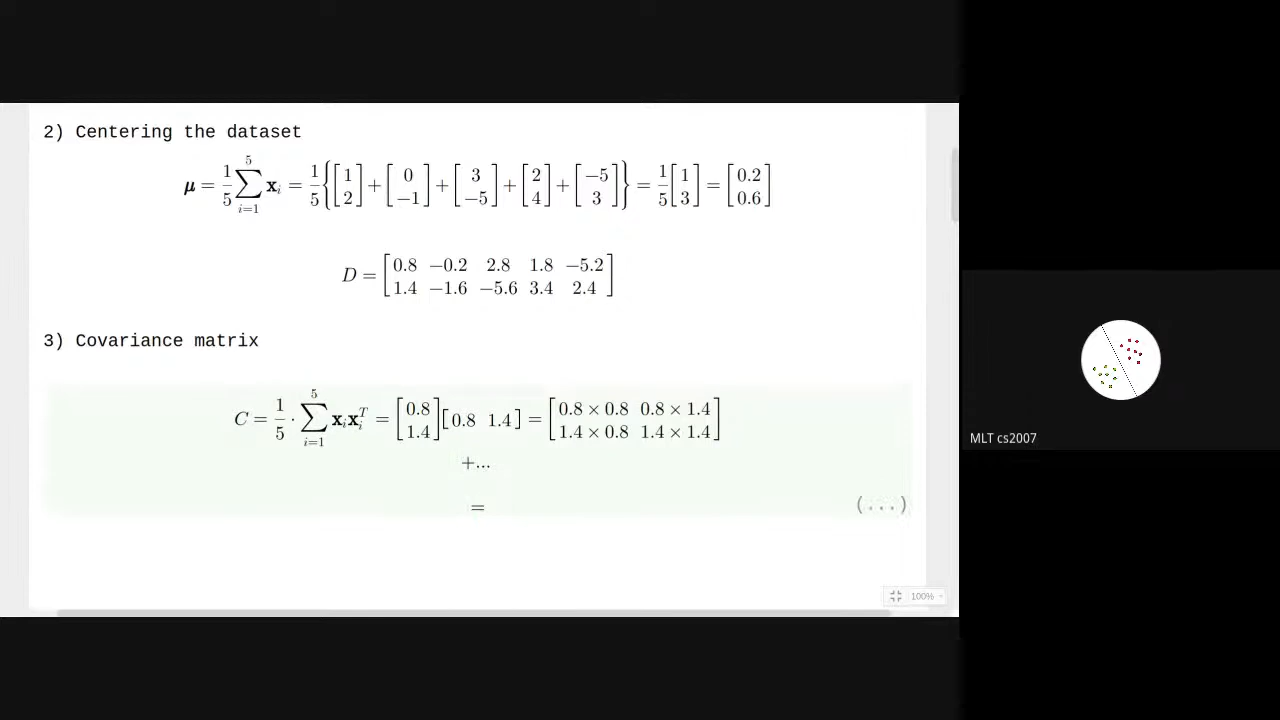 2) Centering the dataset
μ = 1/5 ∑_{i=1}^{5} x_i = 1/5 { [1 2] + [0 −1] + [3 −5] + [2 4] + [−5 3] } = 1/5 [1 3] = [0.2 0.6]
D = [0.8 −0.2 2.8 1.8 −5.2
1.4 −1.6 −5.6 3.4 2.4]
3) Covariance matrix
C = 1/5 · ∑_{i=1}^{5} x_i x_i^T = [0.8 1.4] [0.8 1.4] = [0.8 × 0.8 0.8 × 1.4
1.4 × 0.8 1.4 × 1.4]
+...
=
(...)
100%
MLT cs2007